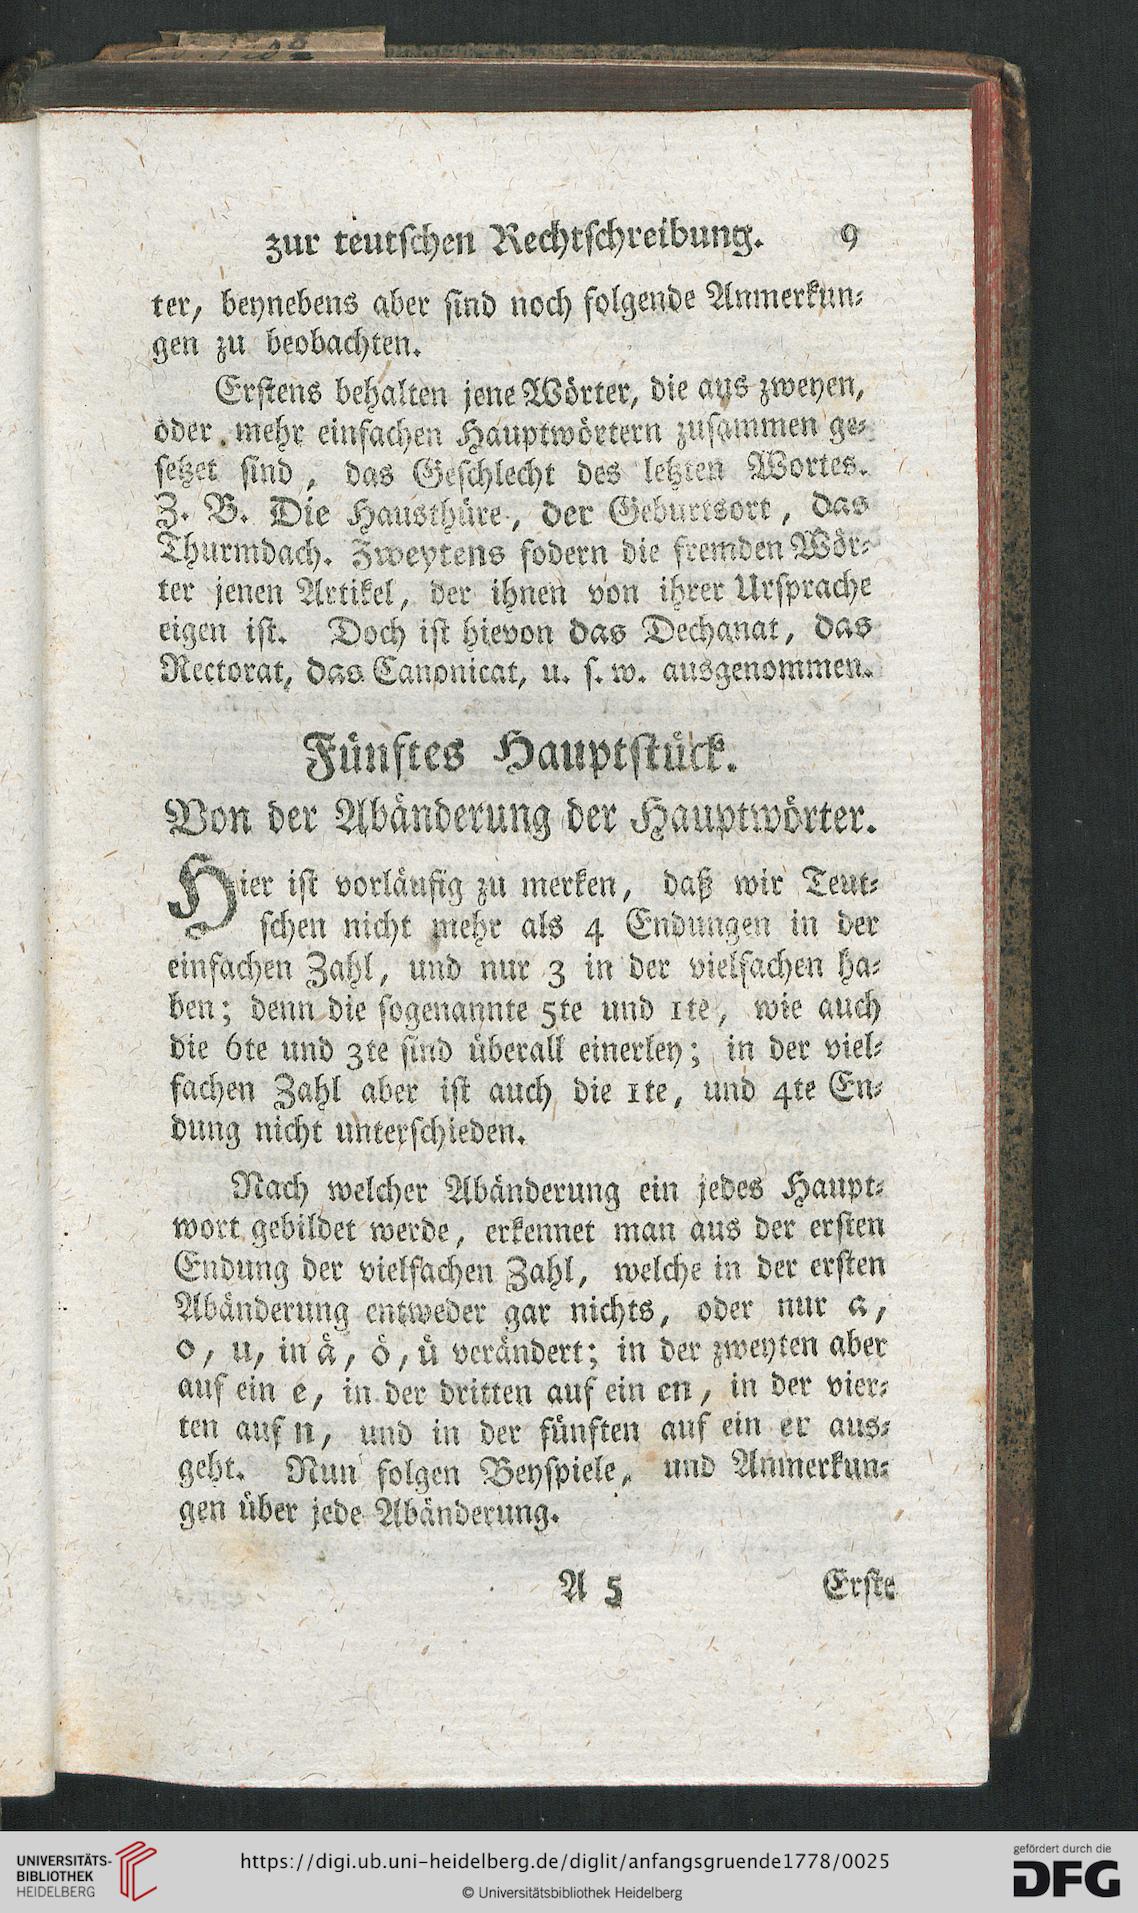 zur teutschen Rechtschreibung. 9
ter, beynebens aber sind noch folgende Anmerkun-
gen zu beobachten.
Erstens behalten jene Wörter, die aus zweyen,
oder mehr einfachen Hauptwörtern zusammen ge-
setzet sind, das Geschlecht des letzten Wortes.
Z. B. Die Hausthüre, der Geburtsort, das
Thurmdach. Zweytens fodern die fremden Wör-
ter jenen Artikel, der ihnen von ihrer Ursprache
eigen ist. Doch ist hievon das Dechanat, das
Rectorat, das Canonicat, u. s. w. ausgenommen.
Fünftes Hauptstück.
Von der Abänderung der Hauptwörter.
Hier ist vorläufig zu merken, daß wir Teut-
schen nicht mehr als 4 Endungen in der
einfachen Zahl, und nur 3 in der vielfachen ha-
ben; denn die sogenannte 5te und 1te, wie auch
die 6te und 3te sind überall einerley; in der viel-
fachen Zahl aber ist auch die 1te, und 4te En-
dung nicht unterschieden.
Nach welcher Abänderung ein jedes Haupt-
wort gebildet werde, erkennet man aus der ersten
Endung der vielfachen Zahl, welche in der ersten
Abänderung entweder gar nichts, oder nur a,
o, u, in ä, ö, ü verändert; in der zweyten aber
auf ein e, in der dritten auf ein en, in der vier-
ten auf n, und in der fünften auf ein er aus-
geht. Nun folgen Beyspiele, und Anmerkun-
gen über jede Abänderung.
A 5 Erste
UNIVERSITÄTS-
BIBLIOTHEK
HEIDELBERG
https://digi.ub.uni-heidelberg.de/diglit/anfangsgruende1778/0025
© Universitätsbibliothek Heidelberg
gefördert durch die
DFG